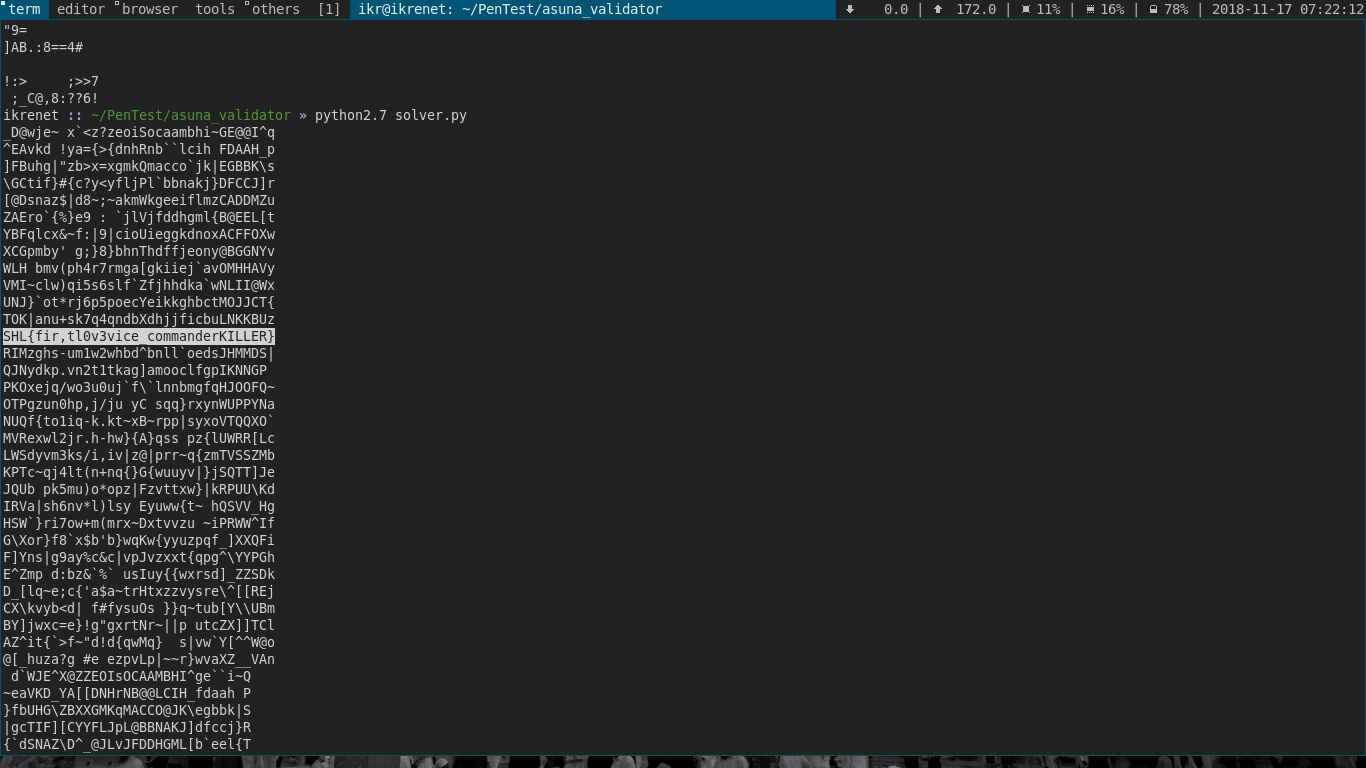 term editor browser tools others [1] ikr@ikrenet: ~/PenTest/asuna_validator 0.0 | 172.0 | 11% | 16% | 78% | 2018-11-17 07:22:12
"9=
]AB.:8==4#
!:>     ;>>7
 ;_C@,8:??6!
ikrenet :: ~/PenTest/asuna_validator » python2.7 solver.py
_D@wje~ x`<z?zeoiSocaambhi~GE@@I^q
^EAvkd !ya={>{dnhRnb``lcih FDAAH_p
]FBuhg|"zb>x=xgmkQmacco`jk|EGBBK\s
\GCtif}#{c?y<yfljPl`bbnakj}DFCCJ]r
[@Dsnaz$|d8~;~akmWkgeeiflmzCADDMZu
ZAEro`{%}e9 : `jlVjfddhgml{B@EEL[t
YBFqlcx&~f:|9|cioUieggkdnoxACFFOXw
XCGpmby' g;}8}bhnThdffjeony@BGGNYv
WLH bmv(ph4r7rmga[gkiiej`avOMHHAVy
VMI~clw)qi5s6slf`Zfjhhdka`wNLII@Wx
UNJ}`ot*rj6p5poecYeikkghbctMOJJCT{
TOK|anu+sk7q4qndbXdhjjficbuLNKKBUz
SHL{fir,tl0v3vice_commanderKILLER}
RIMzghs-um1w2whbd^bnll`oedsJHMMDS|
QJNydkp.vn2t1tkag]amooclfgpIKNNGP
PKOxejq/wo3u0uj`f\`lnnbmgfqHJOOFQ~
OTPgzun0hp,j/ju yC sqq}rxynWUPPYNa
NUQf{to1iq-k.kt~xB~rpp|syxoVTQQXO`
MVRexwl2jr.h-hw}{A}qss pz{lUWRR[Lc
LWSdyvm3ks/i,iv|z@|prr~q{zmTVSSZMb
KPTc~qj4lt(n+nq{}G{wuuyv|}jSQTT]Je
JQUb pk5mu)o*opz|Fzvttxw}|kRPUU\Kd
IRVa|sh6nv*l)lsy Eyuww{t~ hQSVV_Hg
HSW`}ri7ow+m(mrx~Dxtvvzu ~iPRWW^If
G\Xor}f8`x$b'b}wqKw{yyuzpqf_]XXQFi
F]Yns|g9ay%c&c|vpJvzxxt{qpg^\YYPGh
E^Zmp d:bz&`%` usIuy{{wxrsd]_ZZSDk
D_[lq~e;c{'a$a~trHtxzzvysre\^[[REj
CX\kvyb<d| f#fysuOs }}q~tub[Y\\UBm
BY]jwxc=e}!g"gxrtNr~||p utcZX]]TCl
AZ^it{`>f~"d!d{qwMq}  s|vw`Y[^^W@o
@[_huza?g #e ezpvLp|~~r}wvaXZ__VAn
 d`WJE^X@ZZEOIsOCAAMBHI^ge``i~Q
~eaVKD_YA[[DNHrNB@@LCIH_fdaah P
}fbUHG\ZBXXGMKqMACCO@JK\egbbk|S
|gcTIF][CYYFLJpL@BBNAKJ]dfccj}R
{`dSNAZ\D^_@JLvJFDDHGML[b`eel{T